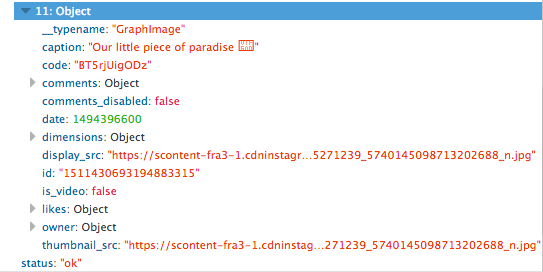 11: Object
__typename: "GraphImage"
caption: "Our little piece of paradise "
code: "BT5rjUigODz"
comments: Object
comments_disabled: false
date: 1494396600
dimensions: Object
display_src: "https://scontent-fra3-1.cdninstagr…5271239_5740145098713202688_n.jpg"
id: "1511430693194883315"
is_video: false
likes: Object
owner: Object
thumbnail_src: "https://scontent-fra3-1.cdninstag…271239_5740145098713202688_n.jpg"
status: "ok"